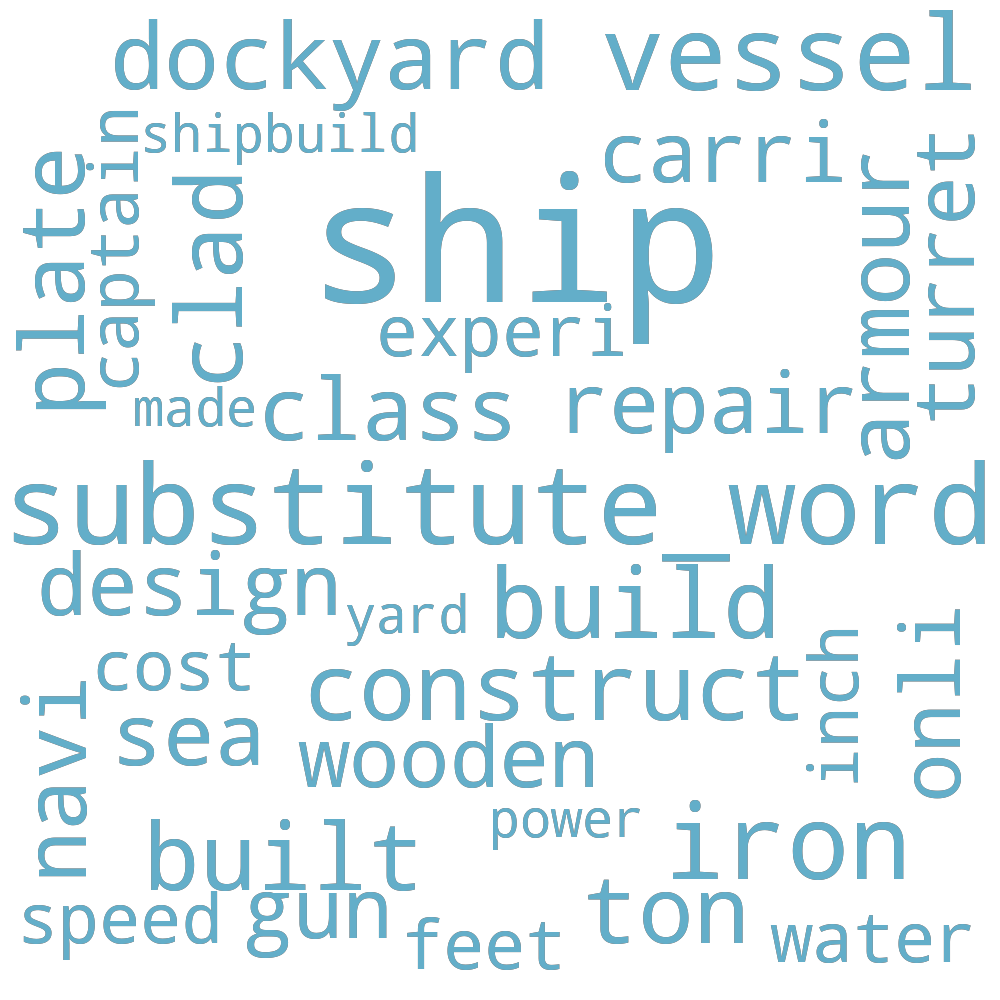 dockyard
vessel
shipbuild
carri
plate
captain
clad
ship
armour
turret
experi
made
class
repair
substitute_word
design
yard
build
cost
construct
inch
onli
navi
sea
wooden
power
iron
built
speed
gun
feet
ton
water